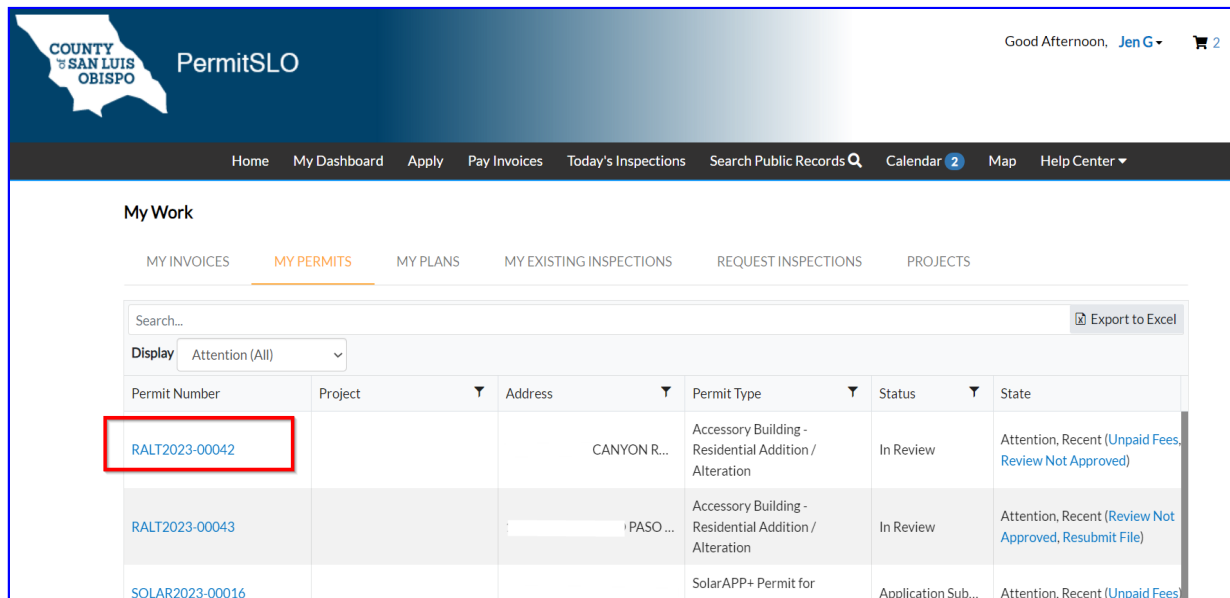 COUNTY
OF SAN LUIS
OBISPO
PermitSLO
Good Afternoon, Jen G
2
Home My Dashboard Apply Pay Invoices Today's Inspections Search Public Records Calendar 2 Map Help Center
My Work
MY INVOICES MY PERMITS MY PLANS MY EXISTING INSPECTIONS REQUEST INSPECTIONS PROJECTS
Search... Export to Excel
Display Attention (All)
Permit Number Project Address Permit Type Status State
RALT2023-00042 CANYON R... Accessory Building - Residential Addition / Alteration In Review Attention, Recent (Unpaid Fees, Review Not Approved)
RALT2023-00043 PASO ... Accessory Building - Residential Addition / Alteration In Review Attention, Recent (Review Not Approved, Resubmit File)
SOLAR2023-00016 SolarAPP+ Permit for Application Sub... Attention, Recent (Unpaid Fees)